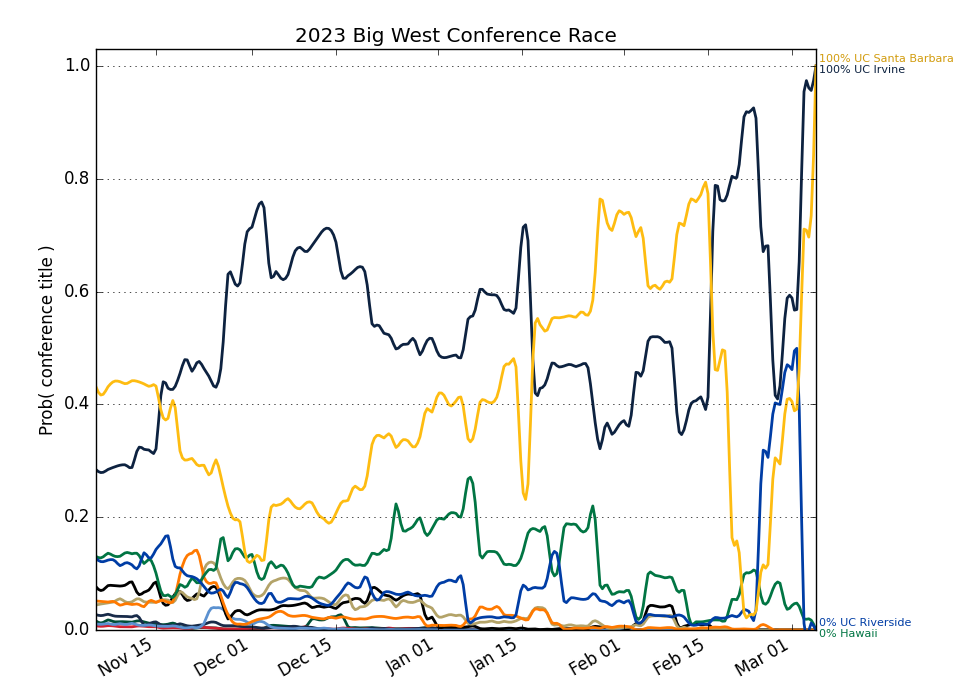 2023 Big West Conference Race
1.0
0.8
0.6
0.4
0.2
0.0
Prob( conference title )
Nov 15
Dec 01
Dec 15
Jan 01
Jan 15
Feb 01
Feb 15
Mar 01
100% UC Santa Barbara
100% UC Irvine
0% UC Riverside
0% Hawaii